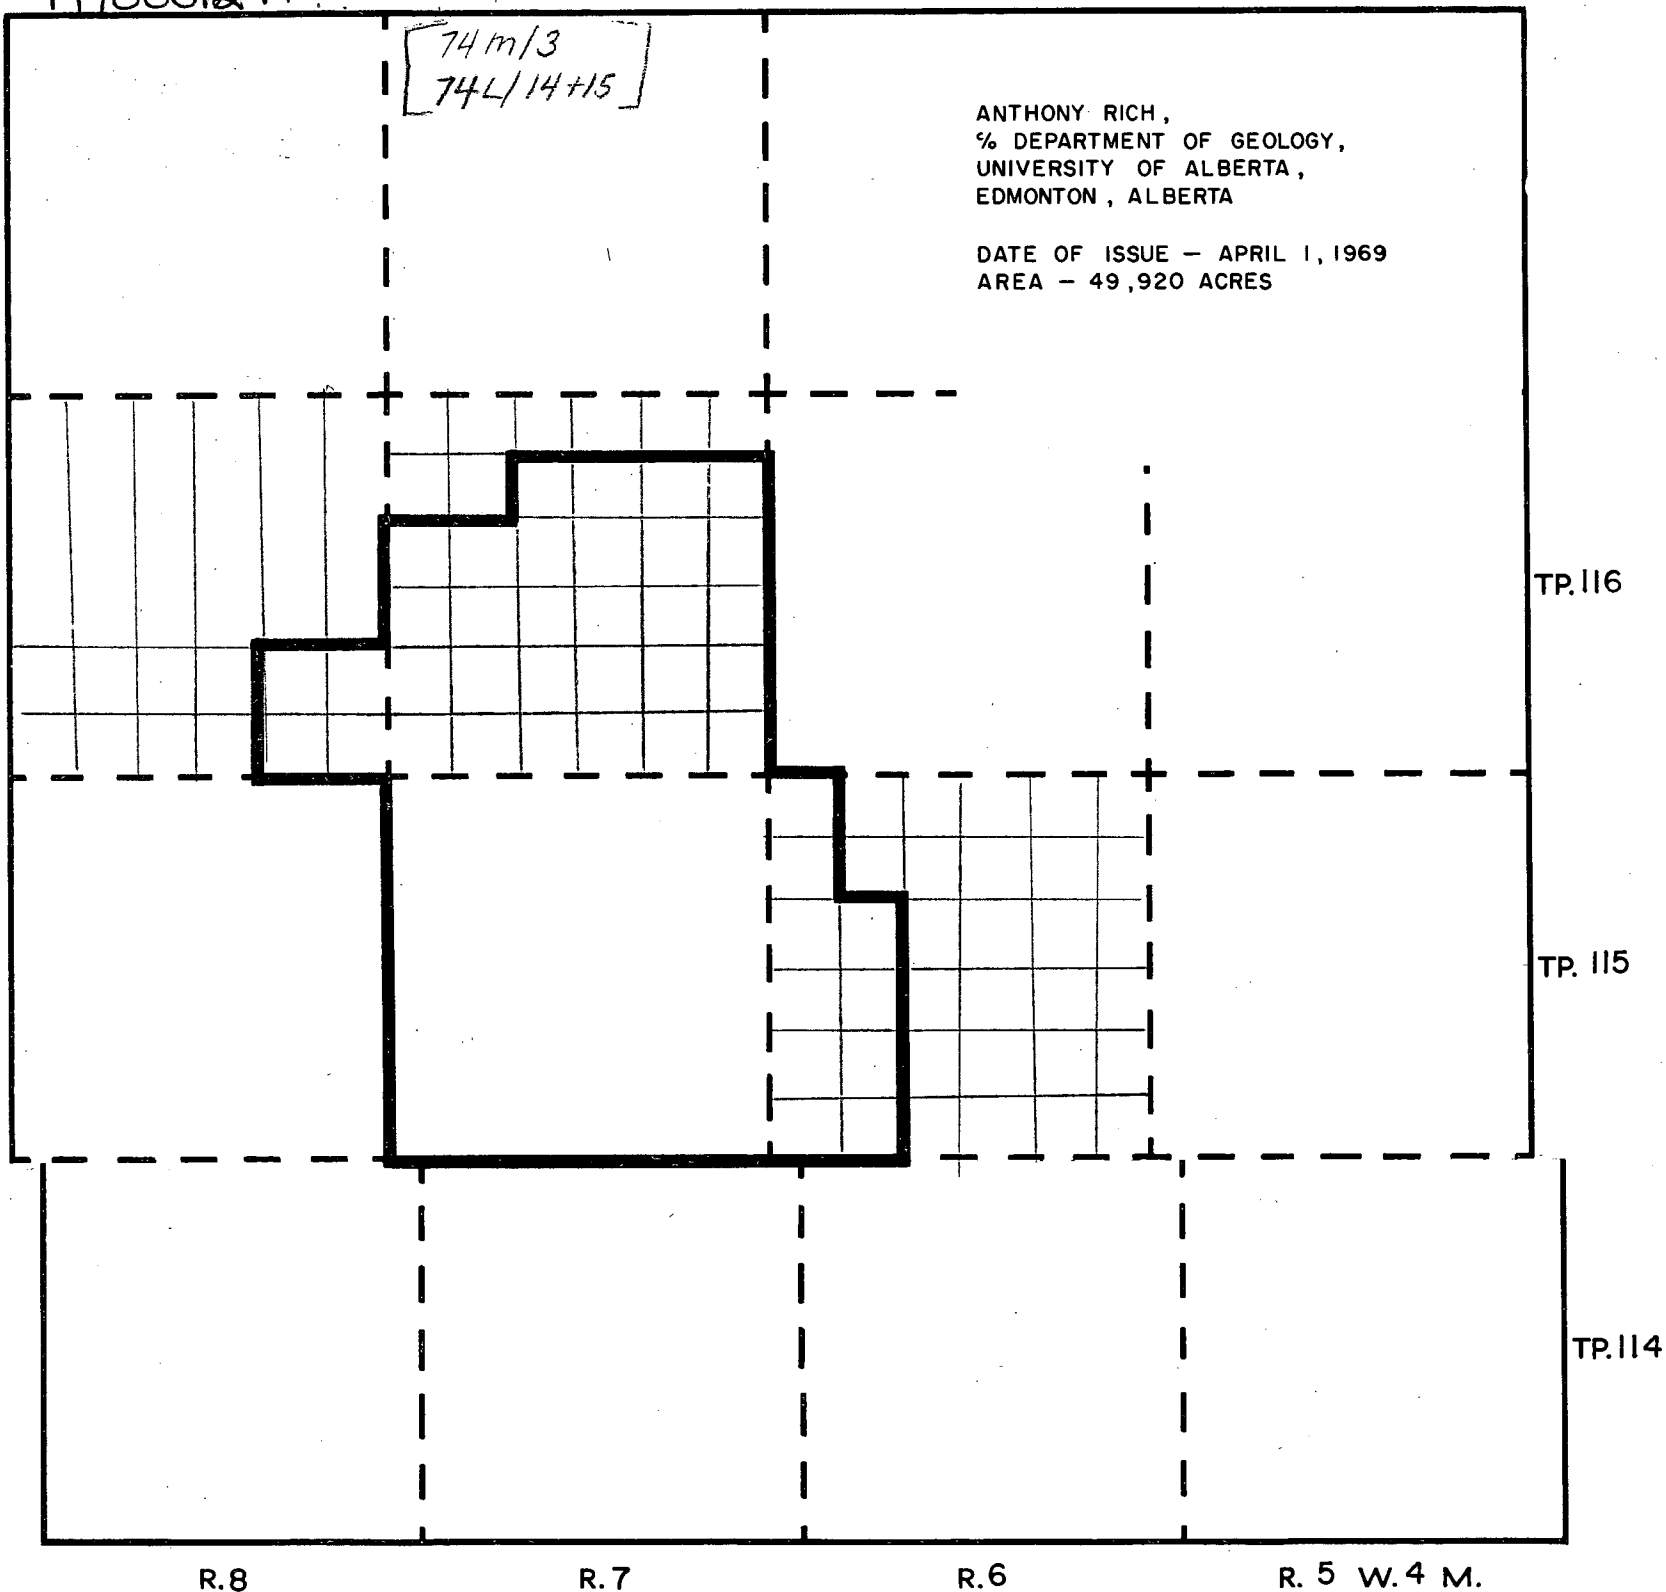 74 m/3
74L/14+15
ANTHONY RICH,
℅ DEPARTMENT OF GEOLOGY,
UNIVERSITY OF ALBERTA,
EDMONTON, ALBERTA
DATE OF ISSUE — APRIL 1, 1969
AREA — 49,920 ACRES
TP. 116
TP. 115
TP. 114
R.8 R.7 R.6 R. 5 W. 4 M.